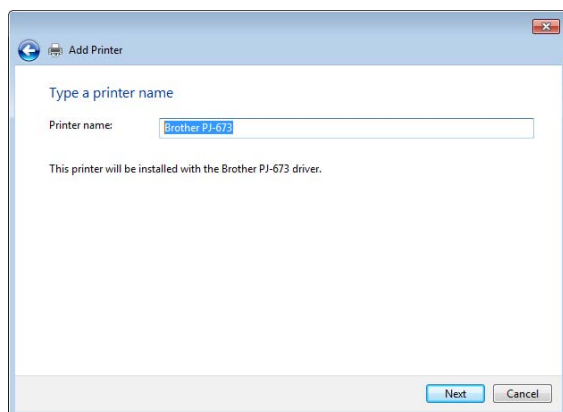 Add Printer
Type a printer name
Printer name: Brother PJ-673
This printer will be installed with the Brother PJ-673 driver.
Next Cancel